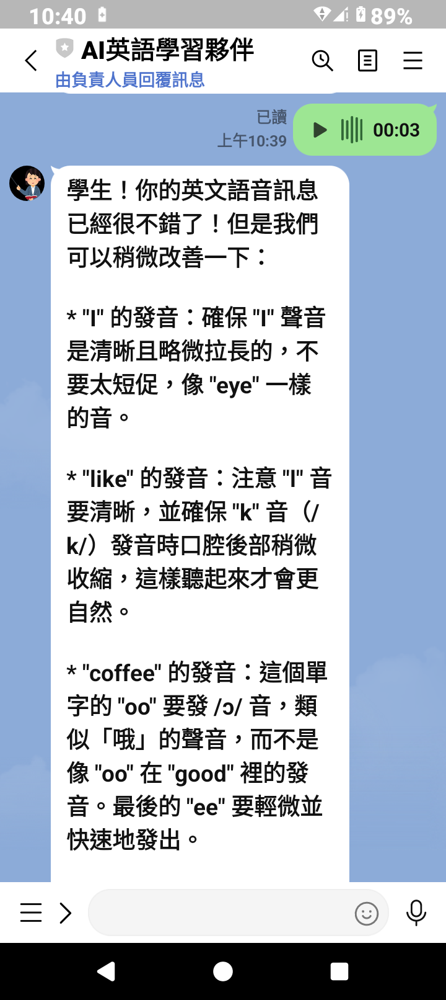 10:40
89%
AI英語學習夥伴
由負責人員回覆訊息
已讀
上午10:39
00:03
學生！你的英文語音訊息
已經很不錯了！但是我們
可以稍微改善一下：
* "I" 的發音：確保 "I" 聲音
是清晰且略微拉長的，不
要太短促，像 "eye" 一樣
的音。
* "like" 的發音：注意 "l" 音
要清晰，並確保 "k" 音（/
k/）發音時口腔後部稍微
收縮，這樣聽起來才會更
自然。
* "coffee" 的發音：這個單
字的 "oo" 要發 /ɔ/ 音，類
似「哦」的聲音，而不是
像 "oo" 在 "good" 裡的發
音。最後的 "ee" 要輕微並
快速地發出。